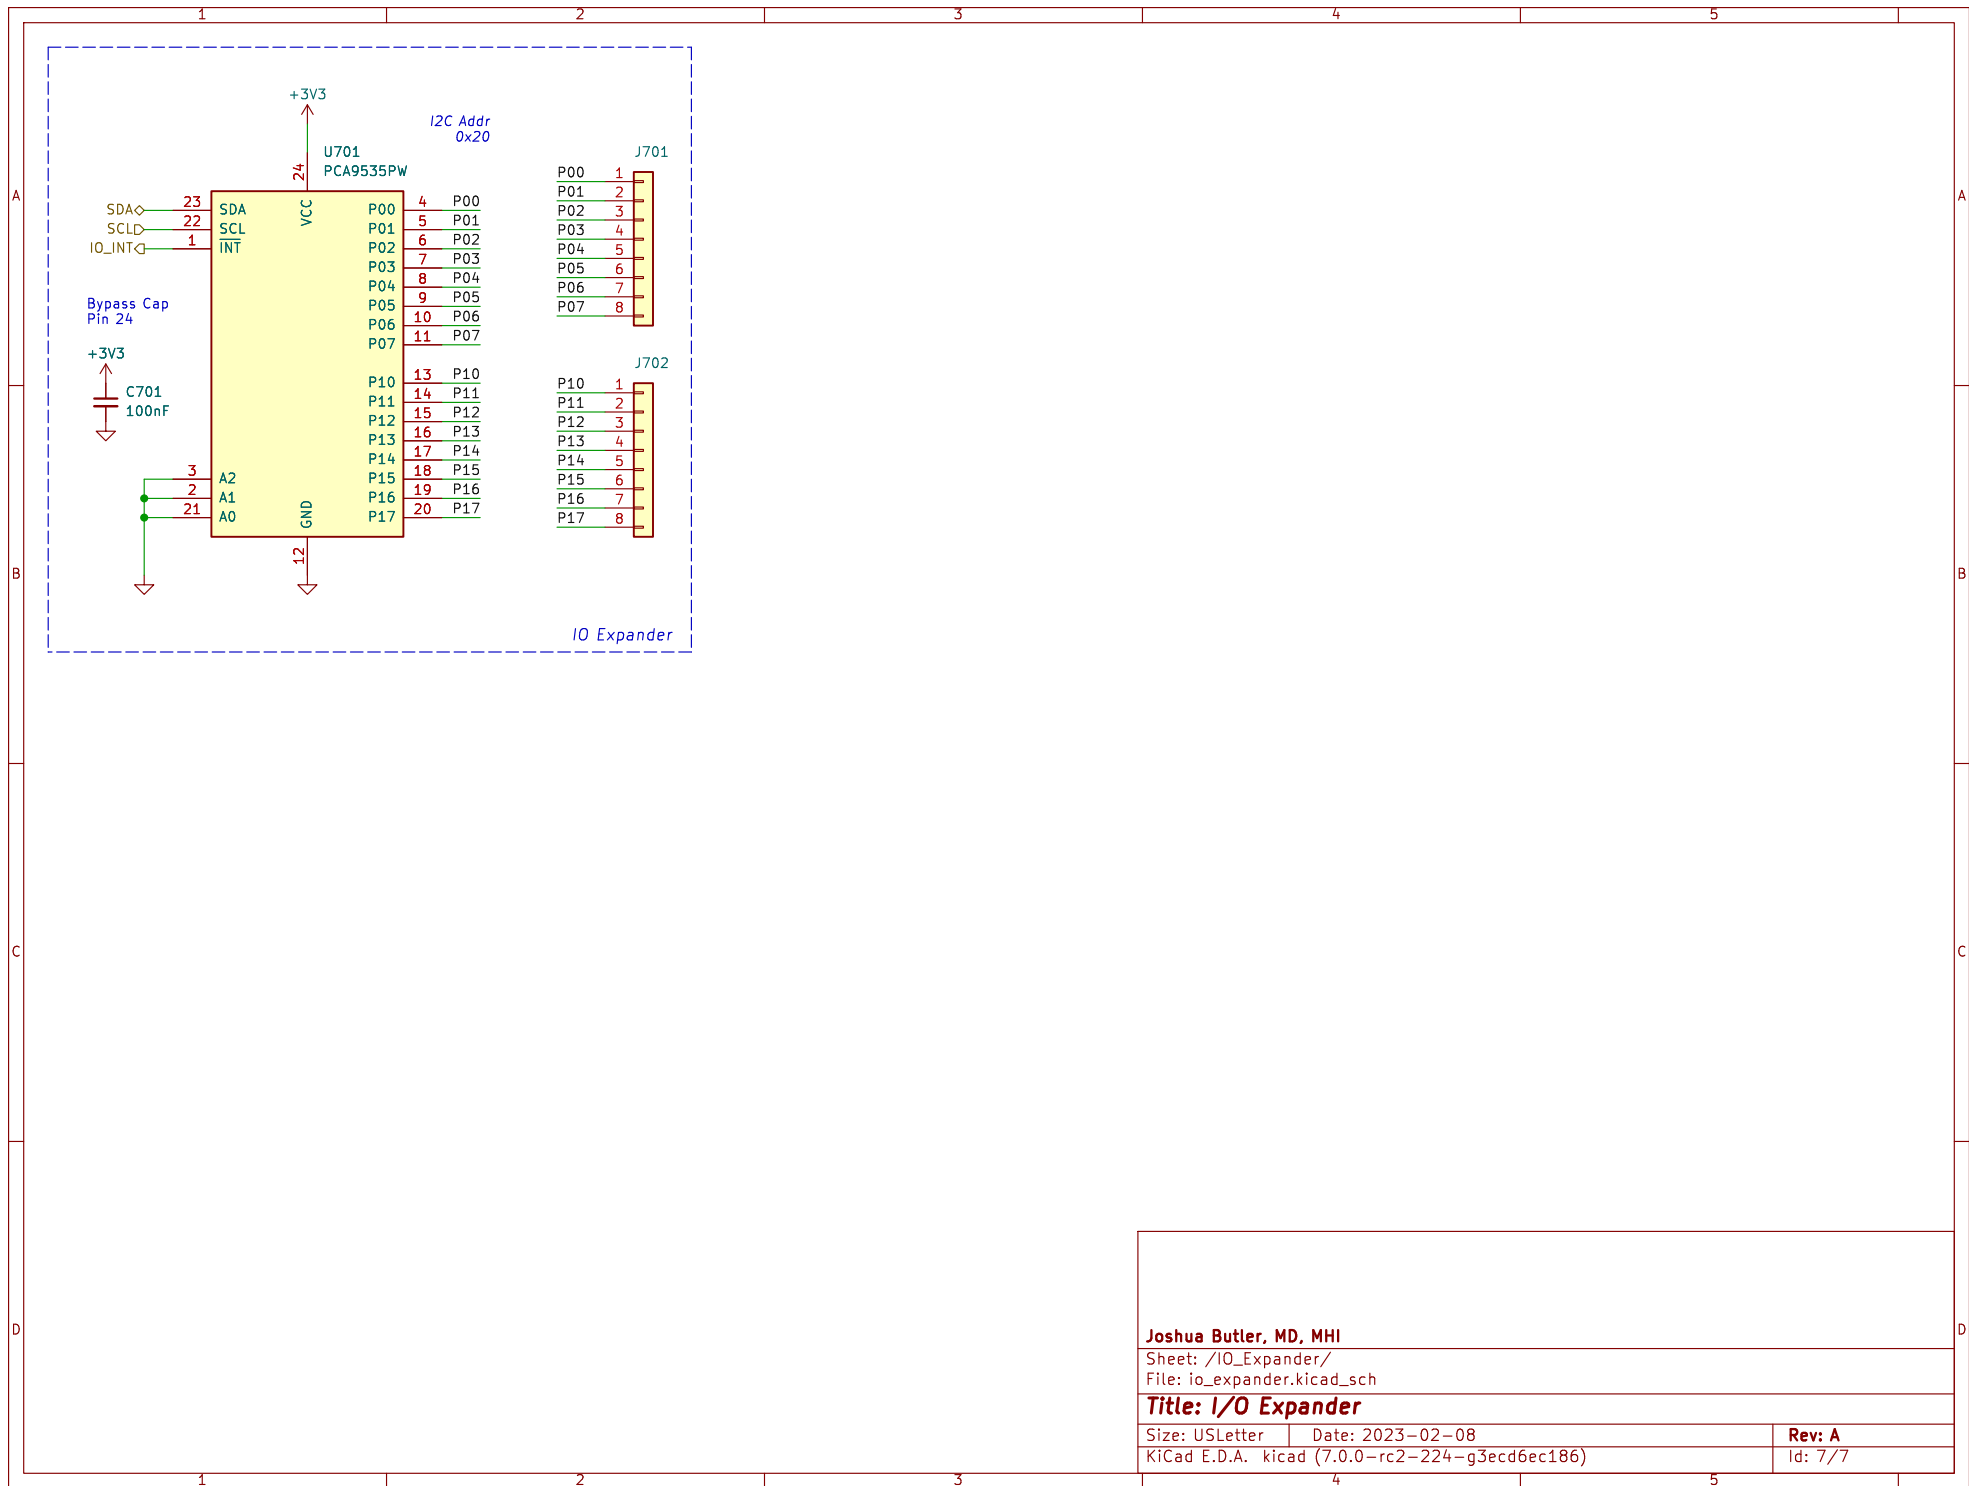 1 2 3 4 5
A
B
C
D
A
B
C
D
+3V3
I2C Addr
0x20
U701
PCA9535PW
24
VCC
SDA 23 SDA
SCL 22 SCL
IO_INT 1 INT
P00 4 P00
P01 5 P01
P02 6 P02
P03 7 P03
P04 8 P04
P05 9 P05
P06 10 P06
P07 11 P07
P10 13 P10
P11 14 P11
P12 15 P12
P13 16 P13
P14 17 P14
P15 18 P15
P16 19 P16
P17 20 P17
Bypass Cap
Pin 24
+3V3
C701
100nF
3 A2
2 A1
21 A0
GND
12
J701
P00 1
P01 2
P02 3
P03 4
P04 5
P05 6
P06 7
P07 8
J702
P10 1
P11 2
P12 3
P13 4
P14 5
P15 6
P16 7
P17 8
IO Expander
Joshua Butler, MD, MHI
Sheet: /IO_Expander/
File: io_expander.kicad_sch
Title: I/O Expander
Size: USLetter Date: 2023-02-08 Rev: A
KiCad E.D.A. kicad (7.0.0-rc2-224-g3ecd6ec186) Id: 7/7
1 2 3 4 5